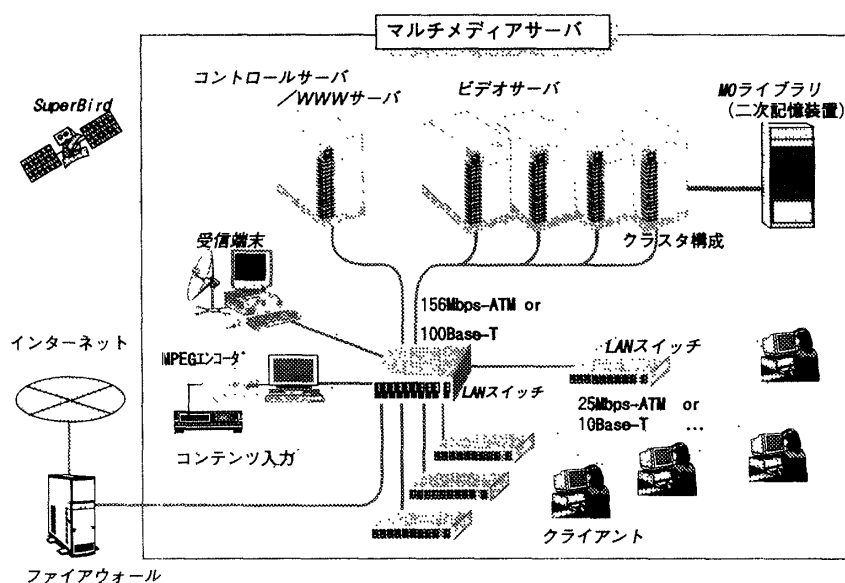 マルチメディアサーバ
コントロールサーバ
／WWWサーバ
ビデオサーバ
MOライブラリ
（二次記憶装置）
SuperBird
受信端末
クラスタ構成
156Mbps-ATM or
100Base-T
インターネット
MPEGエンコーダ
LANスイッチ
LANスイッチ
25Mbps-ATM or
10Base-T ...
コンテンツ入力
クライアント
ファイアウォール